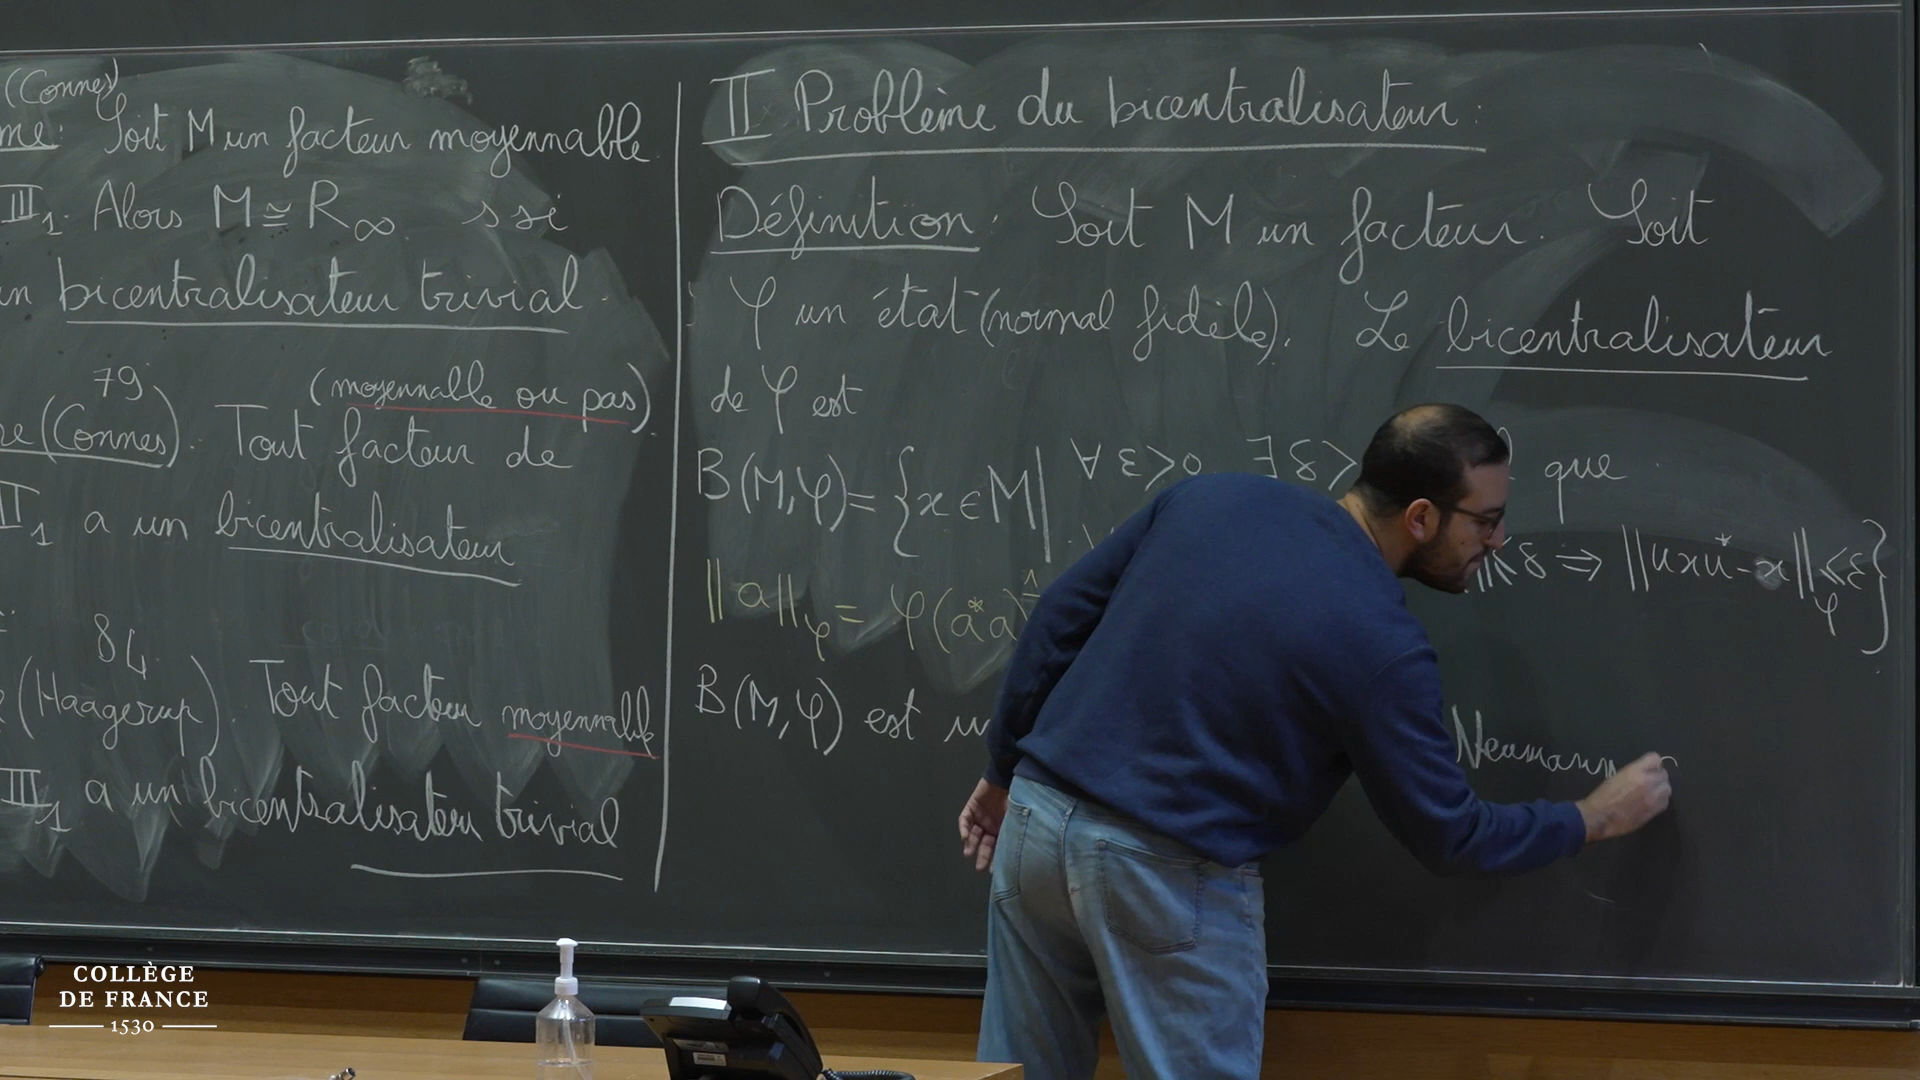 (Connes)
me: Soit M un facteur moyennable
III₁. Alors M ≅ R∞ ssi
un bicentralisateur trivial.
79
(moyennable ou pas).
re (Connes). Tout facteur de
II₁ a un bicentralisateur
84
e (Haagerup). Tout facteur moyennable
III₁ a un bicentralisateur trivial
II Problème du bicentralisateur:
Définition. Soit M un facteur. Soit
φ un état (normal fidèle). Le bicentralisateur
de φ est
B(M,φ) = {x ∈ M | ∀ ε>0 ∃ δ> que
≤ δ ⇒ ||uxu* - x||φ ≤ ε}
||a||φ = φ(a*a)
B(M,φ) est Neumann
COLLÈGE
DE FRANCE
1530